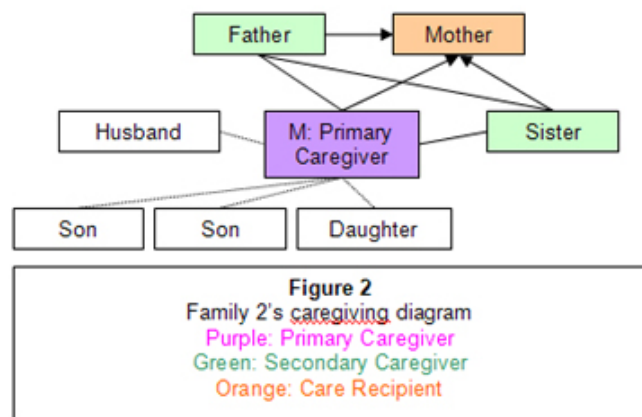 Father
Mother
Husband
M: Primary
Caregiver
Sister
Son
Son
Daughter
Figure 2
Family 2's caregiving diagram
Purple: Primary Caregiver
Green: Secondary Caregiver
Orange: Care Recipient